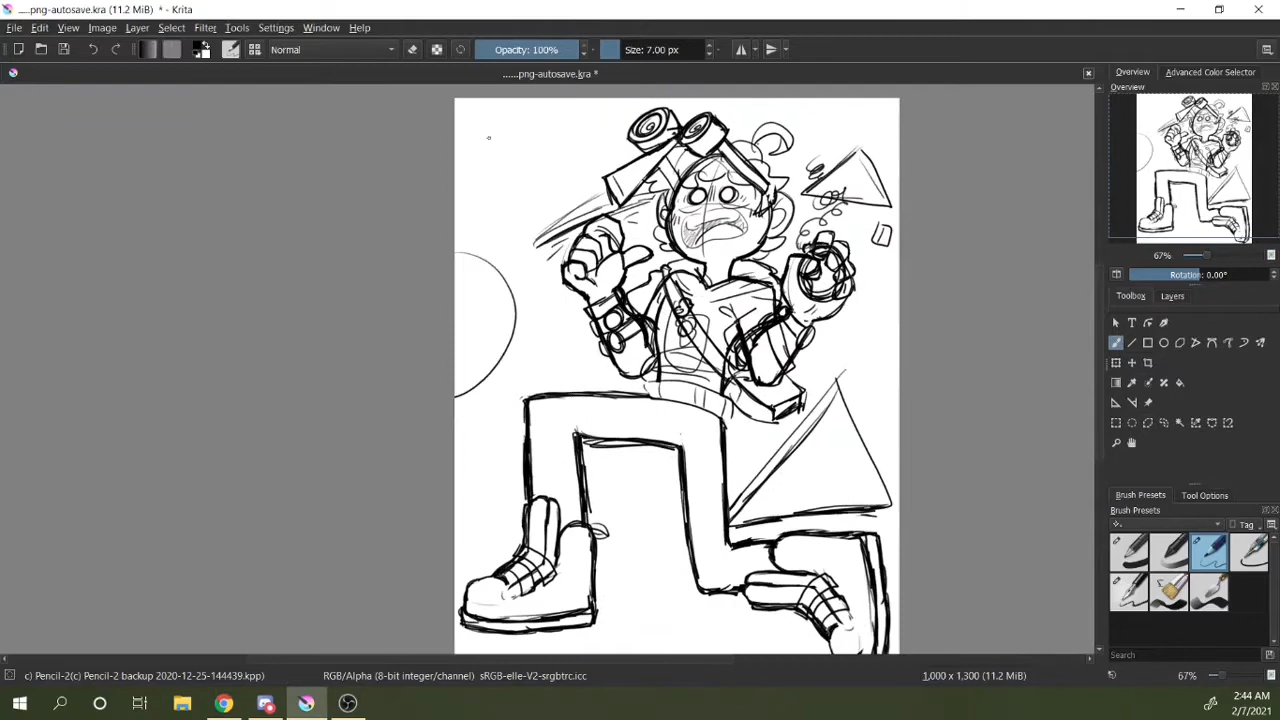 .....png-autosave.kra (11.2 MiB) * - Krita
File Edit View Image Layer Select Filter Tools Settings Window Help
Normal Opacity: 100% Size: 7.00 px
......png-autosave.kra *
Overview Advanced Color Selector
Overview
67%
Rotation: 0.00°
Toolbox Layers
Brush Presets Tool Options
Brush Presets
Tag
Search
c) Pencil-2(c) Pencil-2 backup 2020-12-25-144439.kpp) RGB/Alpha (8-bit integer/channel) sRGB-elle-V2-srgbtrc.icc 1,000 x 1,300 (11.2 MiB) 67%
2:44 AM
2/7/2021